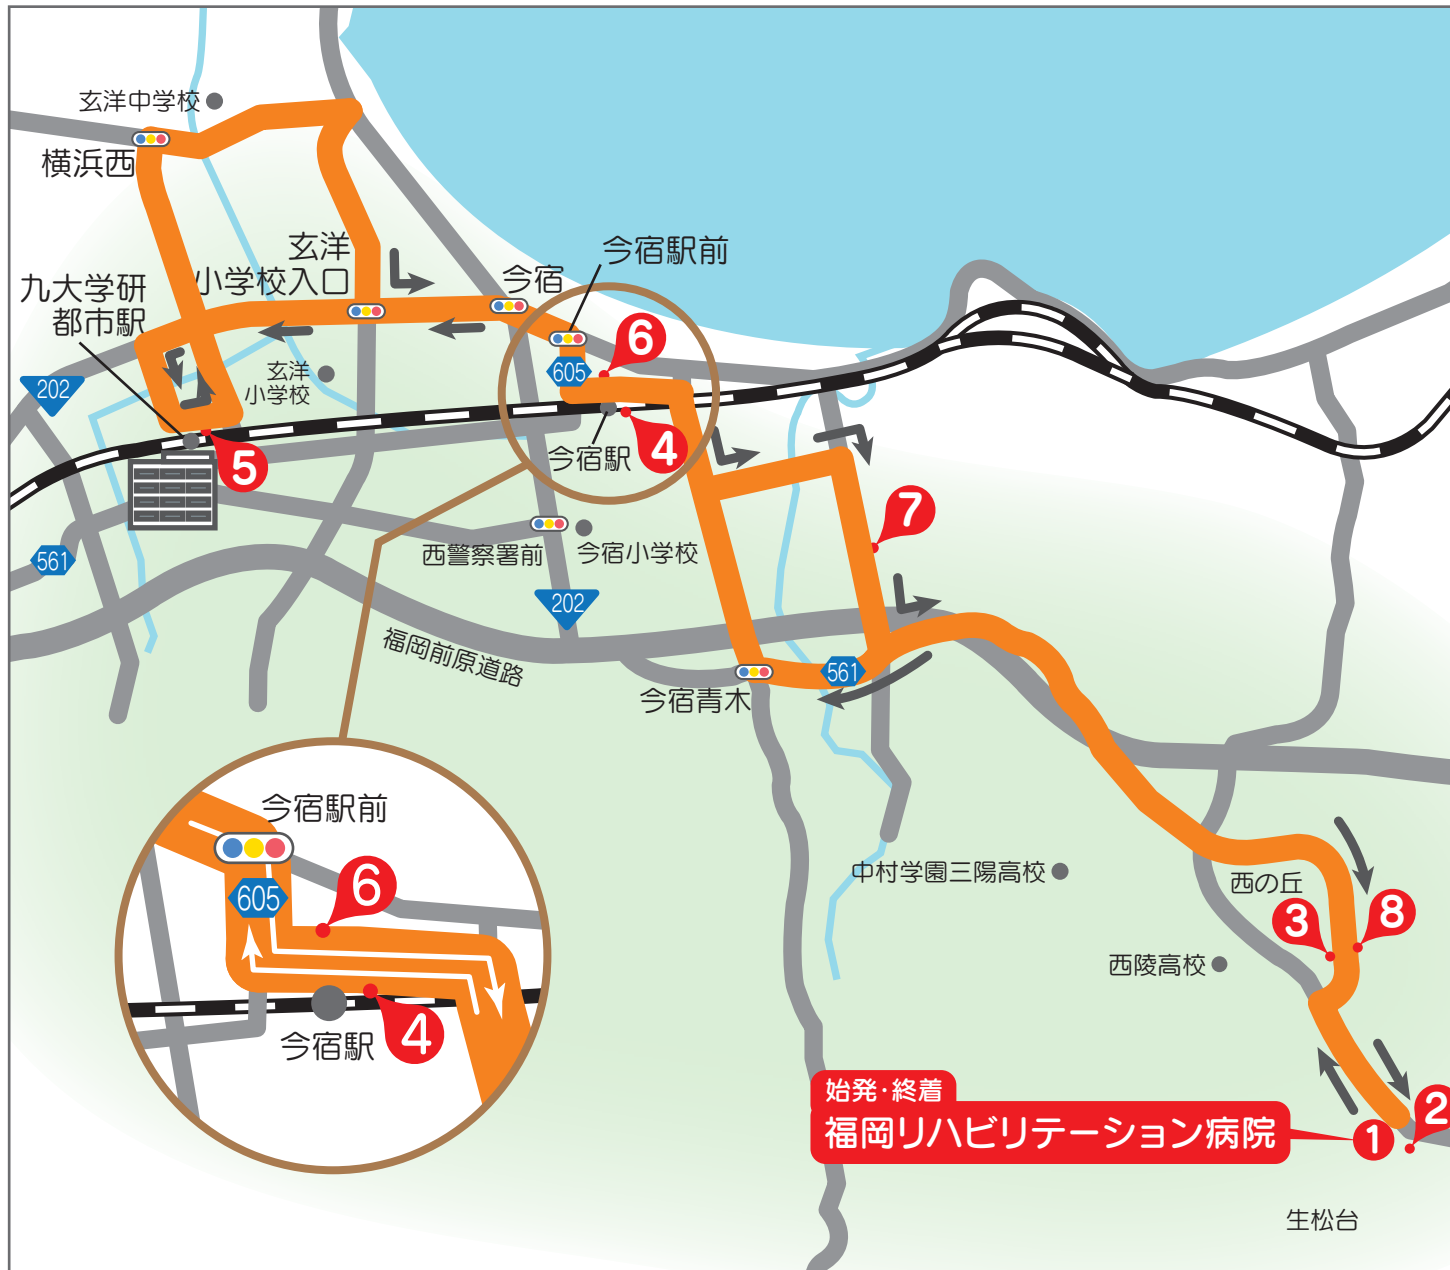 玄洋中学校
横浜西
玄洋
小学校入口
今宿
今宿駅前
九大学研
都市駅
202
玄洋
小学校
605
6
4
今宿駅
5
7
561
西警察署前
今宿小学校
202
福岡前原道路
今宿青木
561
今宿駅前
605
6
今宿駅
4
中村学園三陽高校
西の丘
3
8
西陵高校
始発・終着
福岡リハビリテーション病院
1
2
生松台